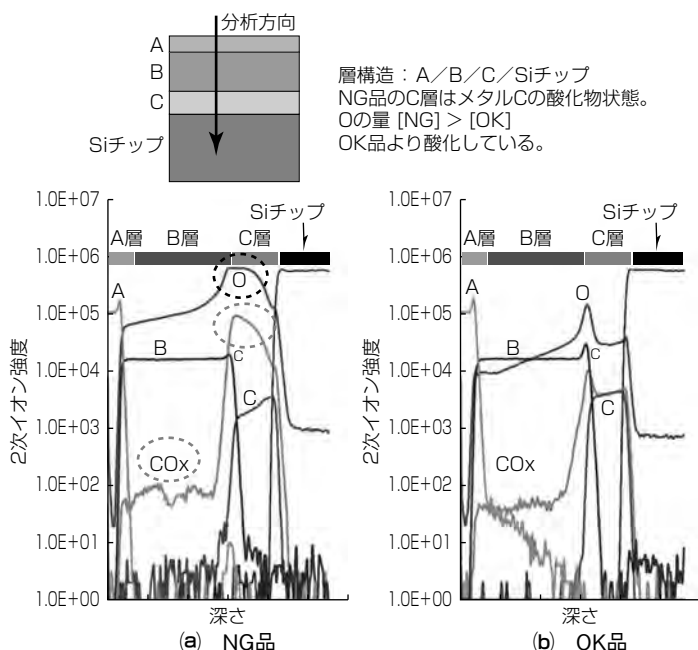 分析方向
A
B
C
Siチップ
層構造：A／B／C／Siチップ
NG品のC層はメタルCの酸化物状態。
Oの量 [NG] > [OK]
OK品より酸化している。
1.0E+07
1.0E+06
1.0E+05
1.0E+04
1.0E+03
1.0E+02
1.0E+01
1.0E+00
2次イオン強度
Siチップ
A層
B層
C層
A
O
B
C
C
COx
深さ
(a) NG品
1.0E+07
1.0E+06
1.0E+05
1.0E+04
1.0E+03
1.0E+02
1.0E+01
1.0E+00
2次イオン強度
Siチップ
A層
B層
C層
A
O
B
C
C
COx
深さ
(b) OK品